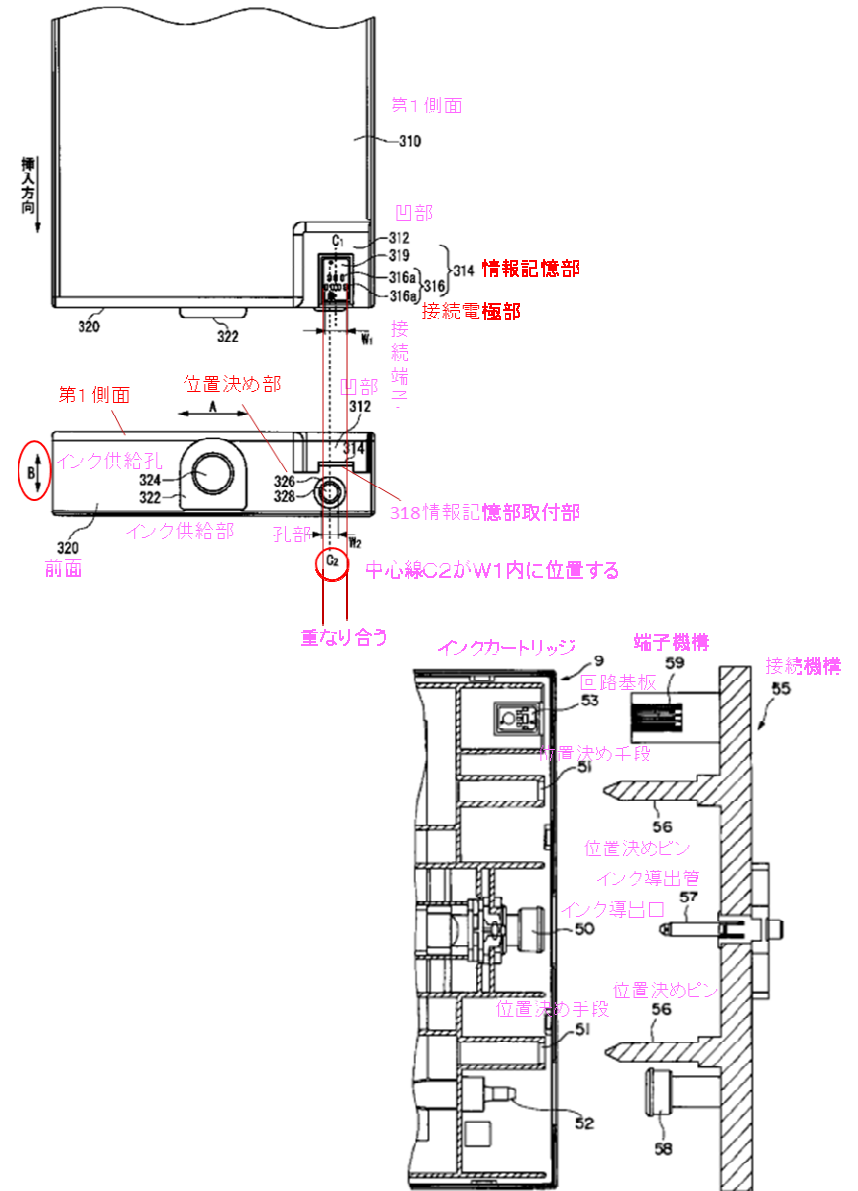 第1側面
310
挿入方向
凹部
C1
312
319
316a
316
314
情報記憶部
316a
接続電極部
320
322
W1
接続端子
位置決め部
凹部
第1側面
A
312
314
インク供給孔
B
324
326
322
328
318情報記憶部取付部
インク供給部
孔部
W2
320
前面
C2
中心線C2がW1内に位置する
重なり合う
インクカートリッジ
端子機構
9
59
接続機構
回路基板
55
53
位置決め手段
51
56
位置決めピン
インク導出管
インク導出口
57
50
位置決めピン
位置決め手段
56
51
52
58